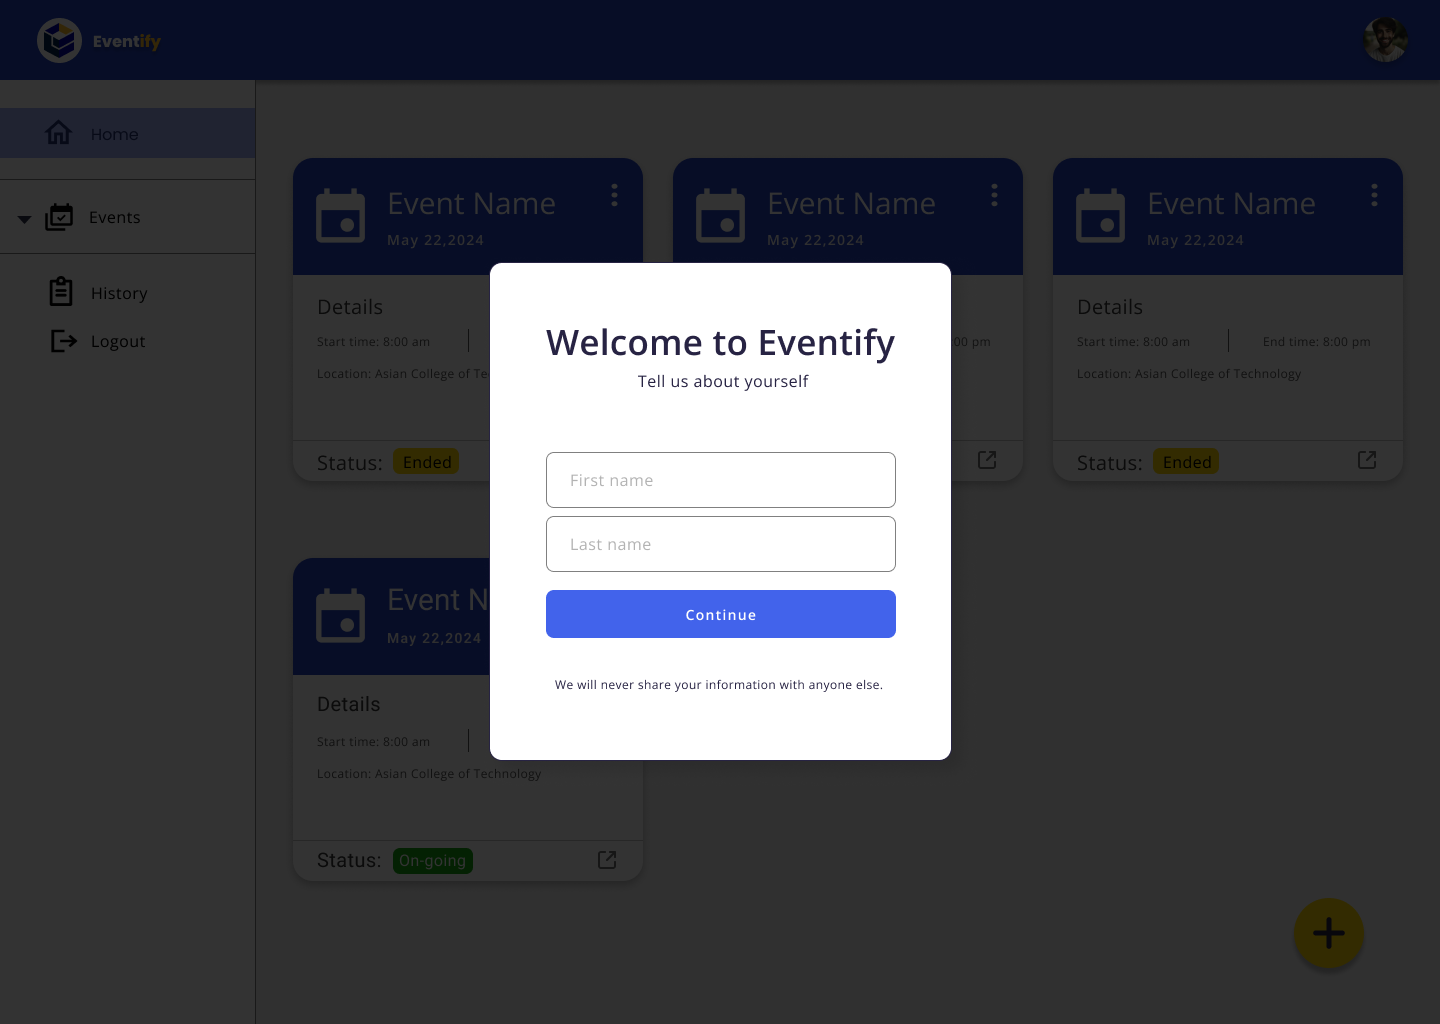 Eventify
Home
Events
History
Logout
Event Name
May 22,2024
Details
Start time: 8:00 am
Location: Asian College of Te
Status: Ended
Event Name
May 22,2024
:00 pm
Event Name
May 22,2024
Details
Start time: 8:00 am
End time: 8:00 pm
Location: Asian College of Technology
Status: Ended
Event N
May 22,2024
Details
Start time: 8:00 am
Location: Asian College of Technology
Status: On-going
Welcome to Eventify
Tell us about yourself
First name
Last name
Continue
We will never share your information with anyone else.